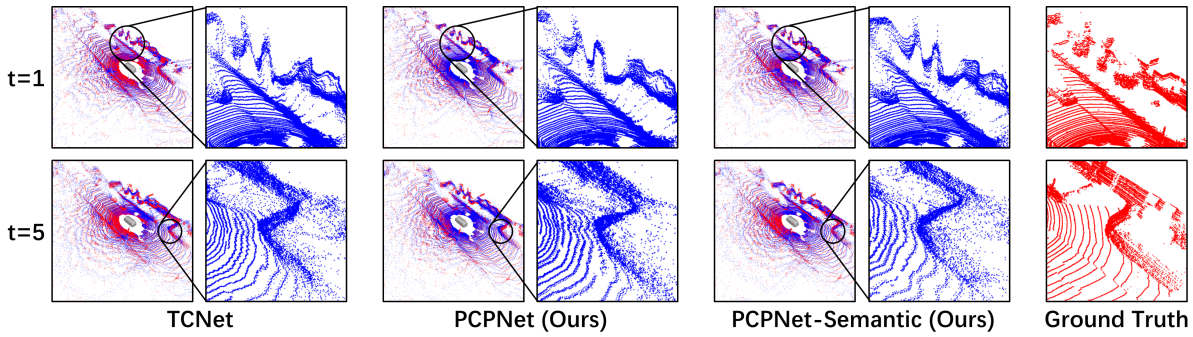 t=1
t=5
TCNet
PCPNet (Ours)
PCPNet-Semantic (Ours)
Ground Truth